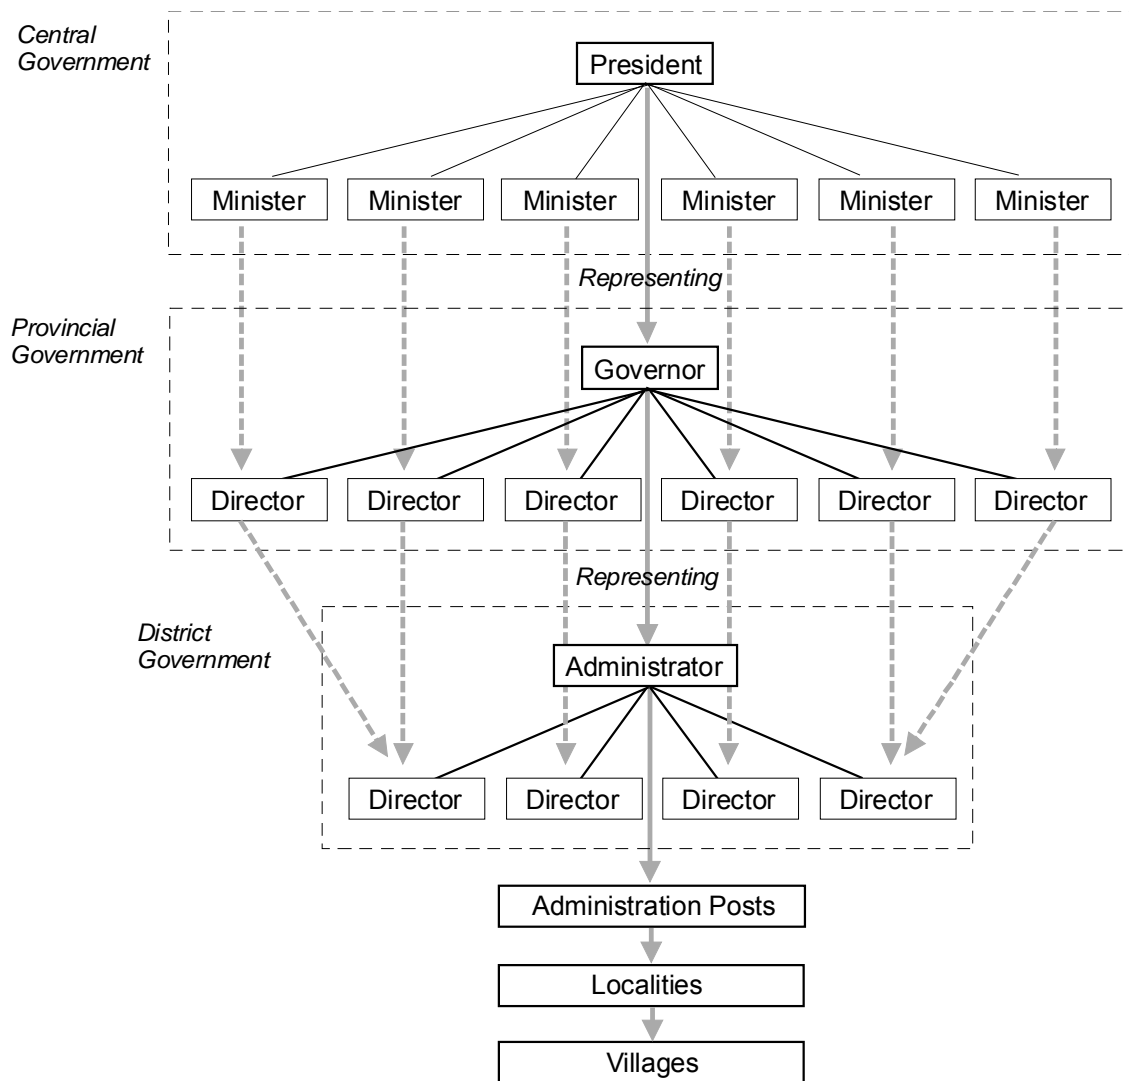 Central
Government
President
Minister
Minister
Minister
Minister
Minister
Minister
Representing
Provincial
Government
Governor
Director
Director
Director
Director
Director
Director
Representing
District
Government
Administrator
Director
Director
Director
Director
Administration Posts
Localities
Villages